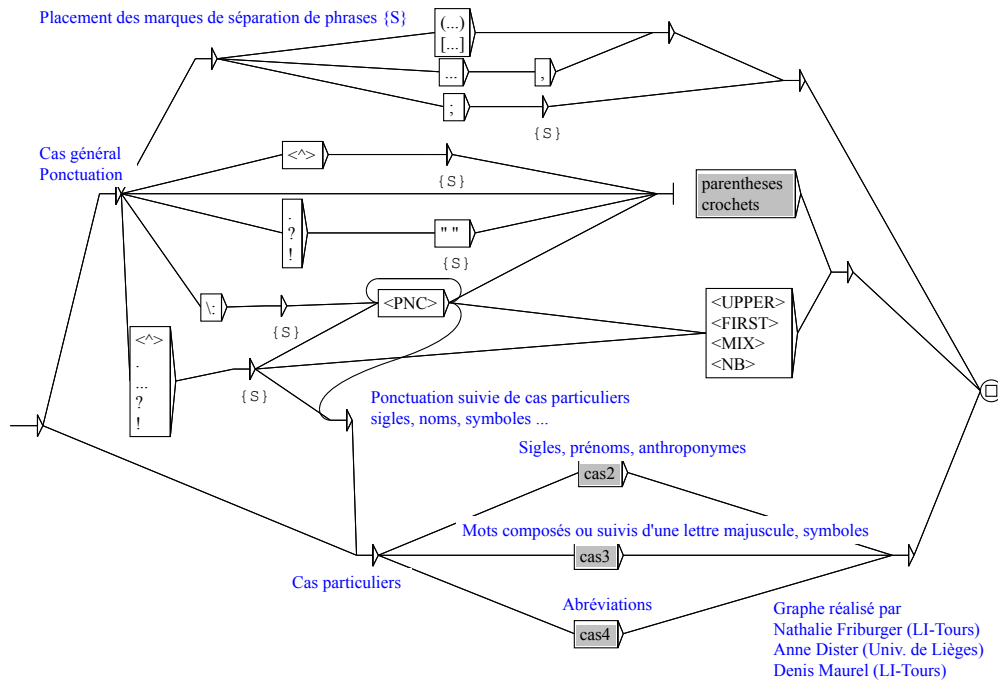 Placement des marques de séparation de phrases {S}
(...)
[...]
...
,
;
{S}
Cas général
Ponctuation
<^>
{S}
parentheses
crochets
.
?
!
" "
{S}
\:
{S}
<PNC>
<UPPER>
<FIRST>
<MIX>
<NB>
<^>
.
...
?
!
{S}
Ponctuation suivie de cas particuliers
sigles, noms, symboles ...
Sigles, prénoms, anthroponymes
cas2
Mots composés ou suivis d'une lettre majuscule, symboles
cas3
Cas particuliers
Abréviations
cas4
Graphe réalisé par
Nathalie Friburger (LI-Tours)
Anne Dister (Univ. de Lièges)
Denis Maurel (LI-Tours)